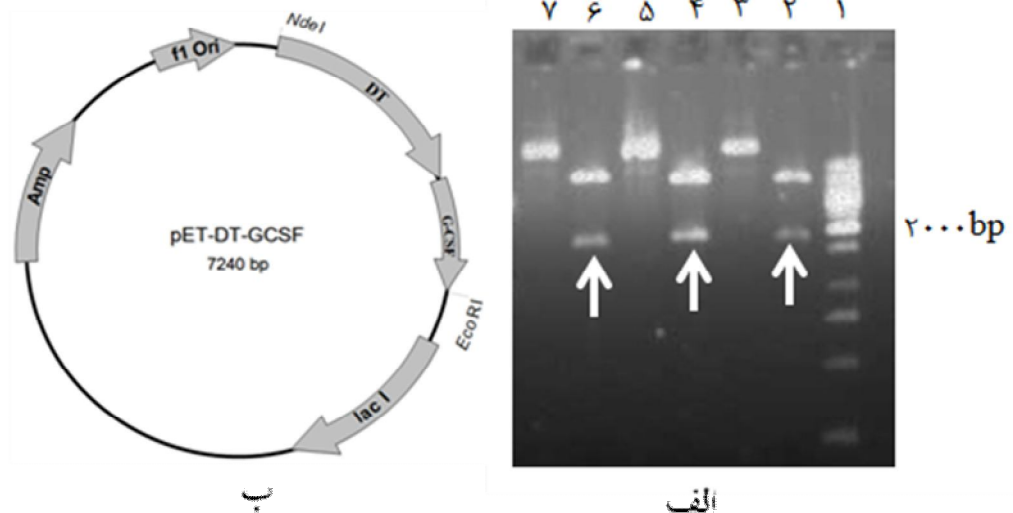 ۷ ۶ ۵ ۴ ۳ ۲ ۱
NdeI
f1 Ori
DT
Amp
G-CSF
pET-DT-GCSF
7240 bp
۲۰۰۰bp
EcoRI
lac I
ب
الف